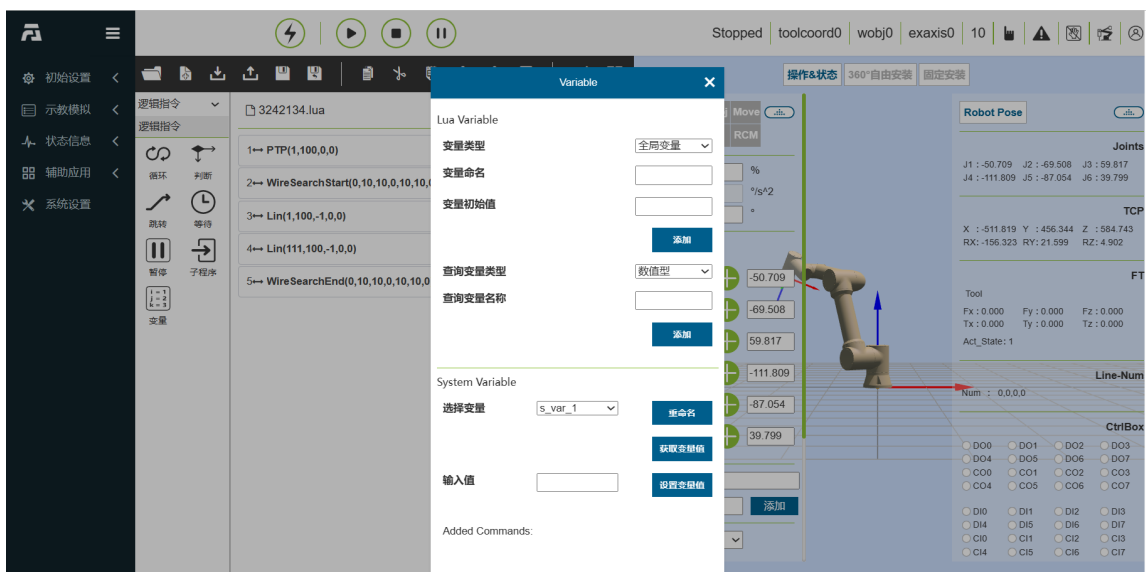 Stopped toolcoord0 wobj0 exaxis0 10
初始设置
示教模拟
状态信息
辅助应用
系统设置
逻辑指令
逻辑指令
循环
判断
跳转
等待
暂停
子程序
变量
3242134.lua
1 PTP(1,100,0,0)
2 WireSearchStart(0,10,10,0,10,10,
3 Lin(1,100,-1,0,0)
4 Lin(111,100,-1,0,0)
5 WireSearchEnd(0,10,10,0,10,10,0
Variable
Lua Variable
变量类型 全局变量
变量命名
变量初始值
添加
查询变量类型 数值型
查询变量名称
添加
System Variable
选择变量 s_var_1 重命名
获取变量值
输入值 设置变量值
Added Commands:
操作&状态 360°自由安装 固定安装
Move
RCM
%
°/s^2
°
-50.709
-69.508
59.817
-111.809
-87.054
39.799
添加
Robot Pose
Joints
J1 : -50.709 J2 : -69.508 J3 : 59.817
J4 : -111.809 J5 : -87.054 J6 : 39.799
TCP
X : -511.819 Y : 456.344 Z : 584.743
RX: -156.323 RY: 21.599 RZ: 4.902
FT
Tool
Fx : 0.000 Fy : 0.000 Fz : 0.000
Tx : 0.000 Ty : 0.000 Tz : 0.000
Act_State: 1
Line-Num
Num : 0,0,0,0
CtrlBox
DO0 DO1 DO2 DO3
DO4 DO5 DO6 DO7
CO0 CO1 CO2 CO3
CO4 CO5 CO6 CO7
DI0 DI1 DI2 DI3
DI4 DI5 DI6 DI7
CI0 CI1 CI2 CI3
CI4 CI5 CI6 CI7